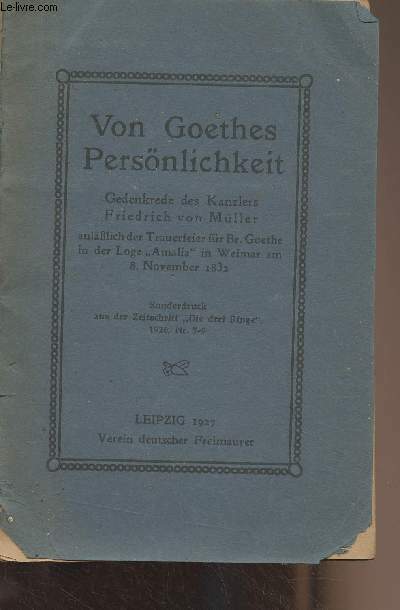 Le-livre.com
Von Goethes
Persönlichkeit
Gedenkrede des Kanzlers
Friedrich von Müller
anläßlich der Trauerfeier für Br. Goethe
in der Loge „Amalia“ in Weimar am
8. November 1832
Sonderdruck
aus der Zeitschrift „Die drei Ringe“,
1926, Nr.
LEIPZIG 1927
Verein deutscher Freimaurer